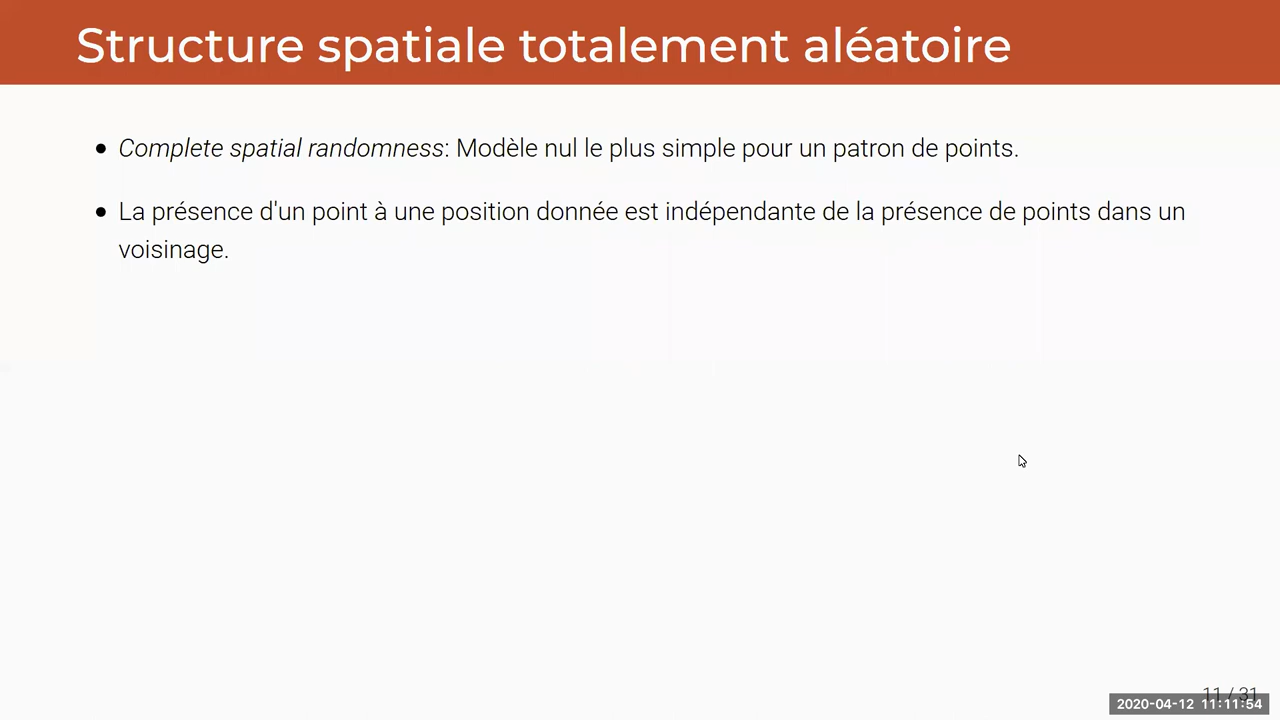 Structure spatiale totalement aléatoire
Complete spatial randomness: Modèle nul le plus simple pour un patron de points.
La présence d'un point à une position donnée est indépendante de la présence de points dans un
voisinage.
11 / 31
2020-04-12 11:11:54